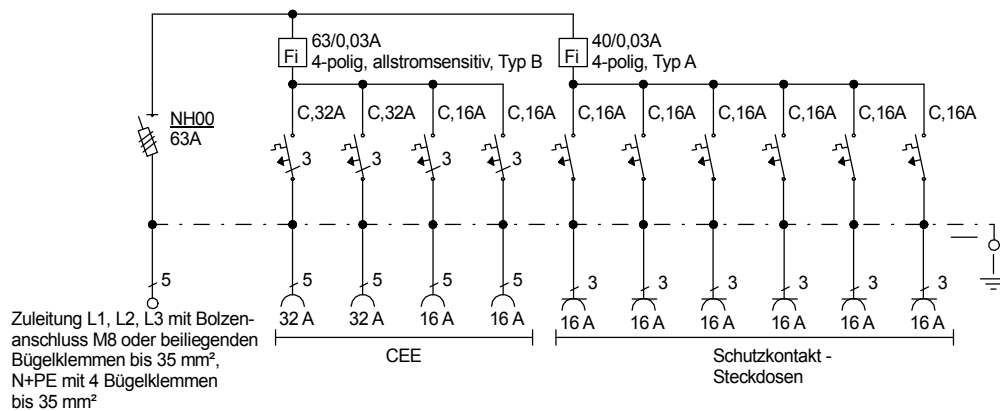 63/0,03A
4-polig, allstromsensitiv, Typ B
Fi
40/0,03A
4-polig, Typ A
Fi
NH00
63A
C,32A
C,32A
C,16A
C,16A
C,16A
C,16A
C,16A
C,16A
C,16A
C,16A
3
3
3
3
5
5
5
5
5
3
3
3
3
3
3
32 A
32 A
16 A
16 A
16 A
16 A
16 A
16 A
16 A
16 A
Zuleitung L1, L2, L3 mit Bolzen-
anschluss M8 oder beiliegenden
Bügelklemmen bis 35 mm²,
N+PE mit 4 Bügelklemmen
bis 35 mm²
CEE
Schutzkontakt -
Steckdosen